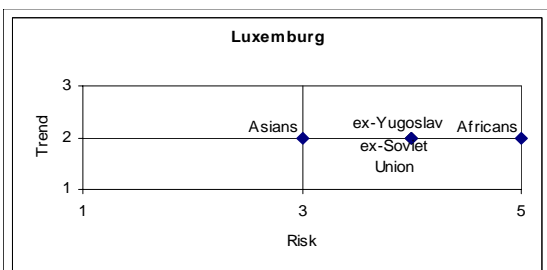 Luxemburg
3
Trend
2
1
Asians
ex-Yugoslav
ex-Soviet
Union
Africans
1
3
5
Risk